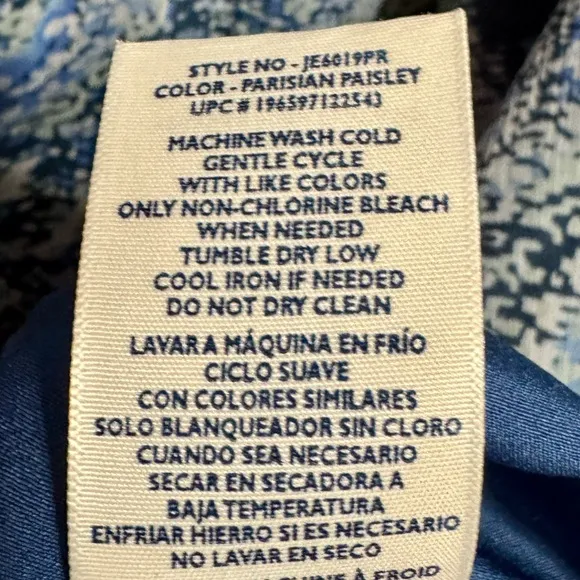 STYLE NO - JE6019PR
COLOR - PARISIAN PAISLEY
UPC # 196597122543
MACHINE WASH COLD
GENTLE CYCLE
WITH LIKE COLORS
ONLY NON-CHLORINE BLEACH
WHEN NEEDED
TUMBLE DRY LOW
COOL IRON IF NEEDED
DO NOT DRY CLEAN
LAVAR A MÁQUINA EN FRÍO
CICLO SUAVE
CON COLORES SIMILARES
SOLO BLANQUEADOR SIN CLORO
CUANDO SEA NECESARIO
SECAR EN SECADORA A
BAJA TEMPERATURA
ENFRIAR HIERRO SI ES NECESARIO
NO LAVAR EN SECO
À FROID